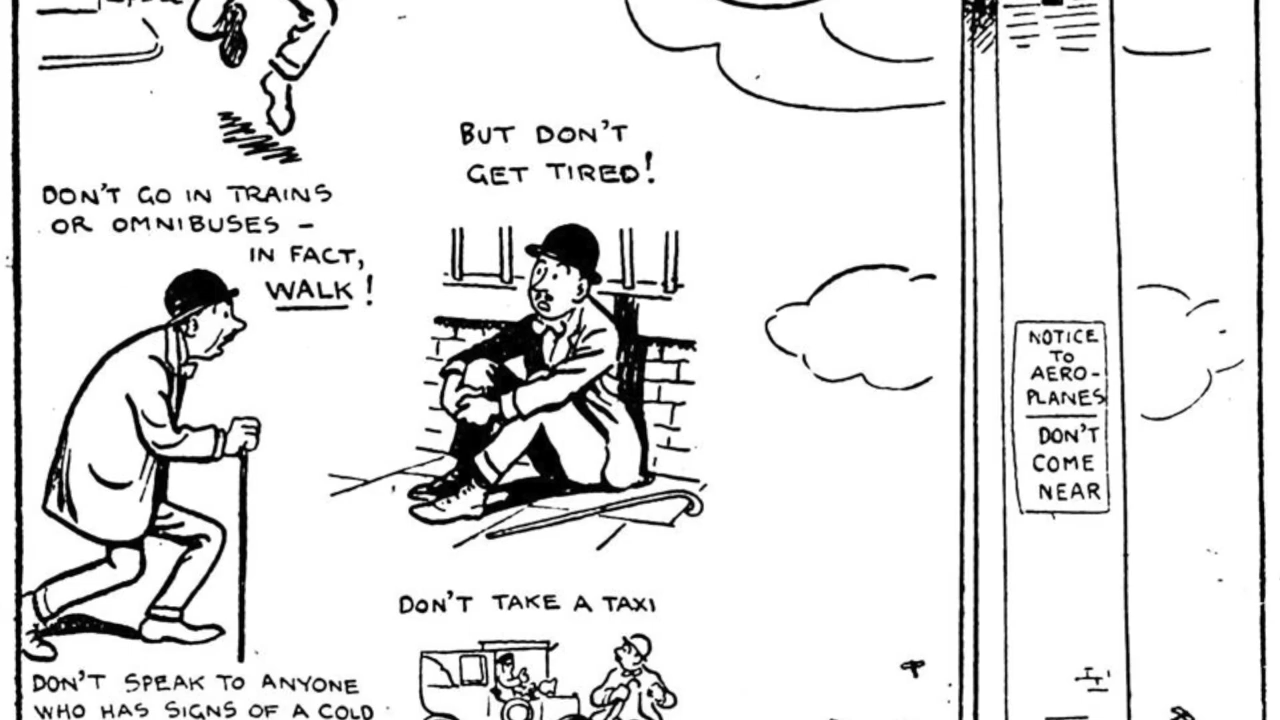 DON'T GO IN TRAINS
OR OMNIBUSES –
IN FACT,
WALK!
BUT DON'T
GET TIRED!
DON'T TAKE A TAXI
DON'T SPEAK TO ANYONE
WHO HAS SIGNS OF A COLD
NOTICE
TO
AERO-
PLANES
DON'T
COME
NEAR